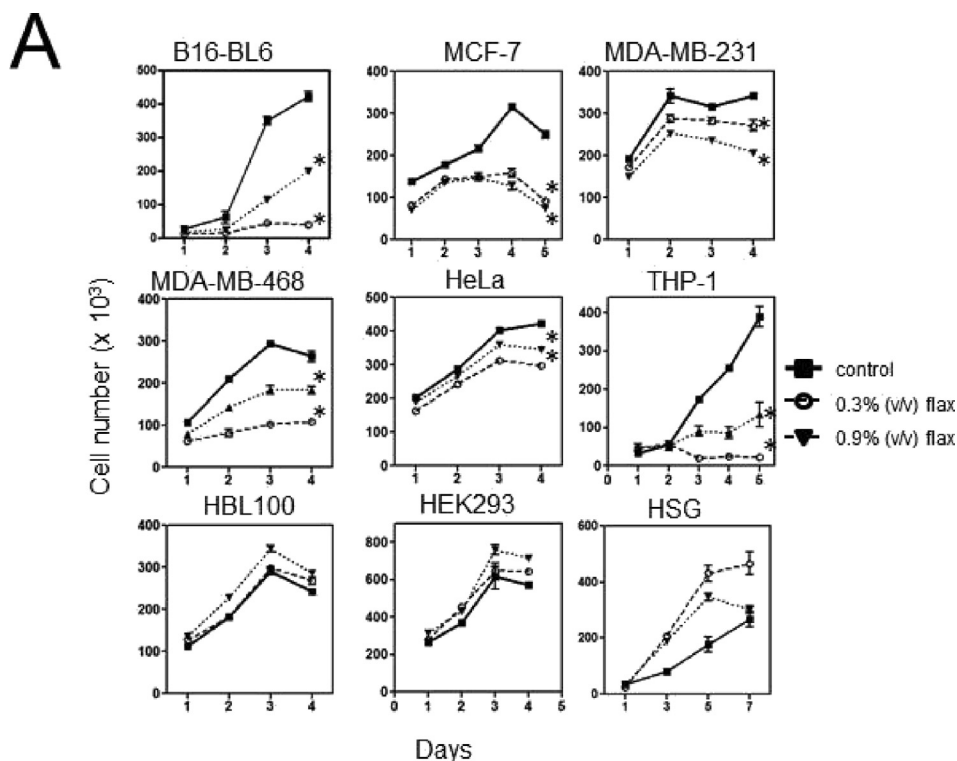 A
B16-BL6
MCF-7
MDA-MB-231
500
400
300
200
100
0
1 2 3 4
400
300
200
100
0
1 2 3 4 5
400
300
200
100
0
1 2 3 4
*
*
*
*
*
*
MDA-MB-468
HeLa
THP-1
400
300
200
100
0
1 2 3 4
500
400
300
200
100
0
1 2 3 4
400
300
200
100
0
0 1 2 3 4 5
*
*
*
*
*
*
Cell number (x 10³)
control
0.3% (v/v) flax
0.9% (v/v) flax
HBL100
HEK293
HSG
400
300
200
100
0
1 2 3 4
800
600
400
200
0
0 1 2 3 4 5
600
400
200
0
1 3 5 7
Days